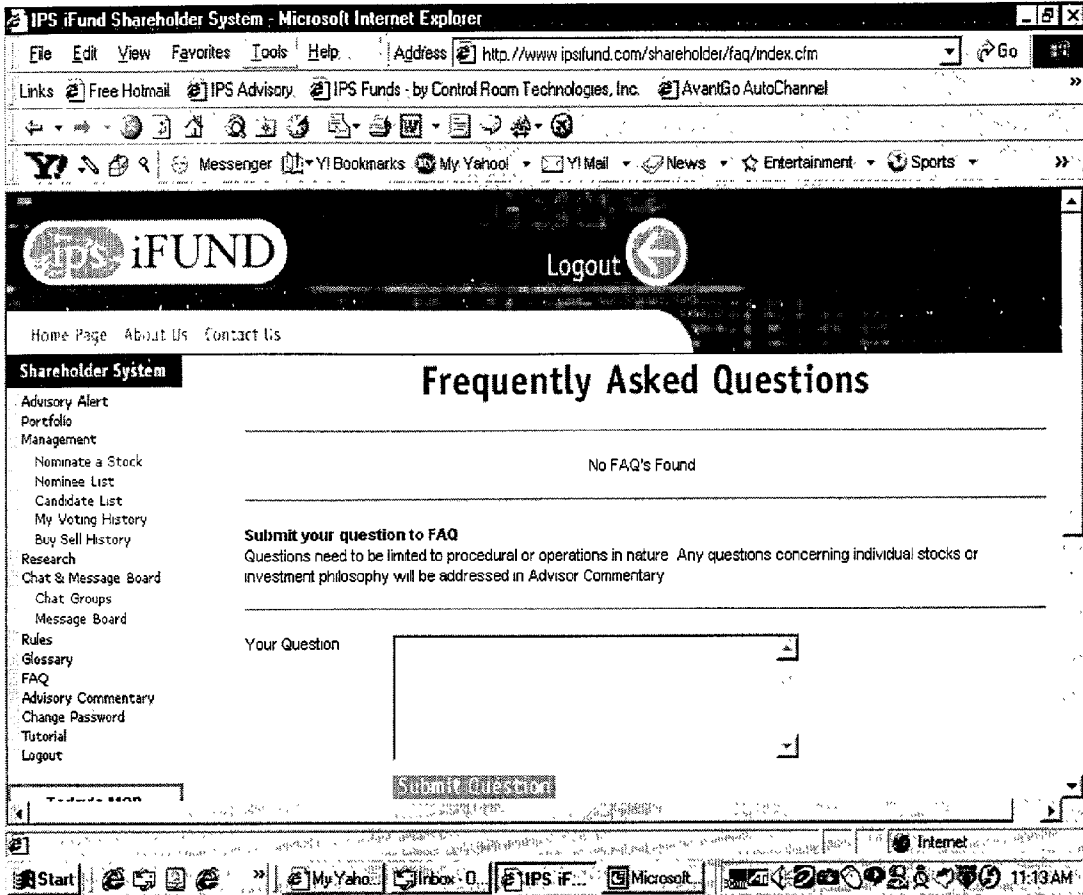 IPS iFund Shareholder System - Microsoft Internet Explorer
File Edit View Favorites Tools Help Address http://www.ipsifund.com/shareholder/faq/index.cfm Go
Links Free Hotmail IPS Advisory IPS Funds - by Control Room Technologies, Inc. AvantGo AutoChannel »
Y! Messenger Y! Bookmarks My Yahoo! Y! Mail News Entertainment Sports »
ip's iFUND
Logout
Home Page About Us Contact Us
Shareholder System
Frequently Asked Questions
Advisory Alert
Portfolio
Management
Nominate a Stock
Nominee List
Candidate List
My Voting History
Buy Sell History
Research
Chat & Message Board
Chat Groups
Message Board
Rules
Glossary
FAQ
Advisory Commentary
Change Password
Tutorial
Logout
No FAQ's Found
Submit your question to FAQ
Questions need to be limted to procedural or operations in nature Any questions concerning individual stocks or
investment philosophy will be addressed in Advisor Commentary
Your Question
Submit Question
Internet
Start » My Yaho... Inbox - O... IPS iF... Microsoft... 11:13 AM